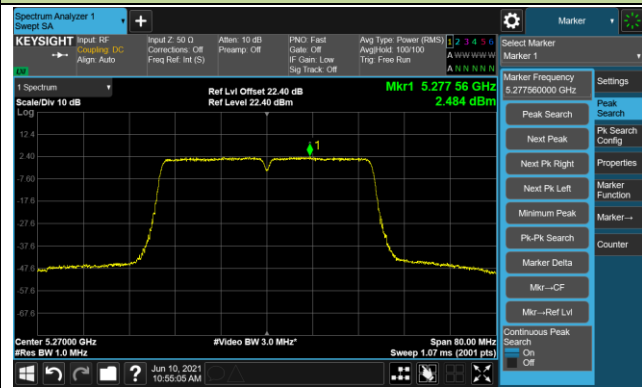 Spectrum Analyzer 1
Swept SA
+
Marker
KEYSIGHT
Input: RF
Coupling: DC
Align: Auto
Input Z: 50 Ω
Corrections: Off
Freq Ref: Int (S)
Atten: 10 dB
Preamp: Off
PNO: Fast
Gate: Off
IF Gain: Low
Sig Track: Off
Avg Type: Power (RMS)
Avg|Hold: 100/100
Trig: Free Run
1 2 3 4 5 6
A W W W W W
A N N N N N
LXI
Select Marker
Marker 1
1 Spectrum
Scale/Div 10 dB
Log
Ref Lvl Offset 22.40 dB
Ref Level 22.40 dBm
Mkr1 5.277 56 GHz
2.484 dBm
12.4
2.40
-7.60
-17.6
-27.6
-37.6
-47.6
-57.6
-67.6
1
Center 5.27000 GHz
#Res BW 1.0 MHz
#Video BW 3.0 MHz*
Span 80.00 MHz
Sweep 1.07 ms (2001 pts)
Marker Frequency
5.277560000 GHz
Peak Search
Next Peak
Next Pk Right
Next Pk Left
Minimum Peak
Pk-Pk Search
Marker Delta
Mkr→CF
Mkr→Ref Lvl
Continuous Peak
Search
On
Off
Settings
Peak
Search
Pk Search
Config
Properties
Marker
Function
Marker→
Counter
?
Jun 10, 2021
10:55:05 AM